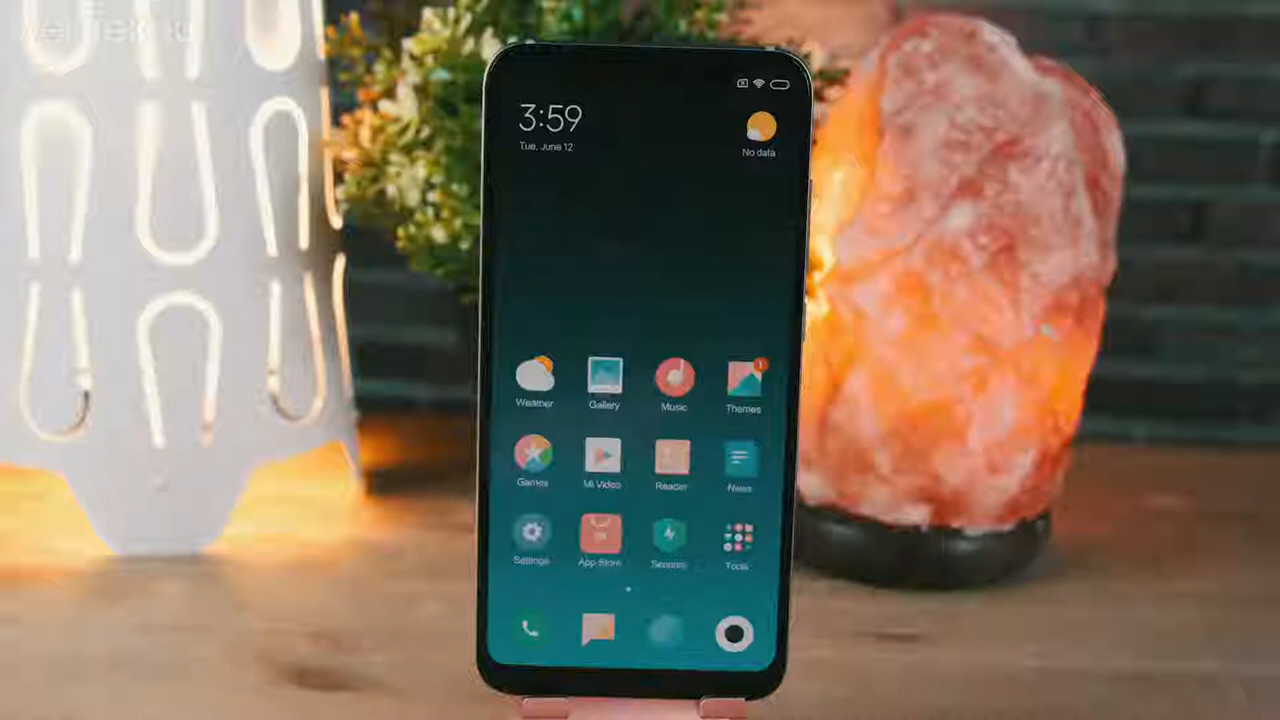 3:59
Tue, June 12
No data
Weather
Gallery
Music
Themes
1
Games
Mi Video
Reader
News
Settings
App Store
Security
Tools